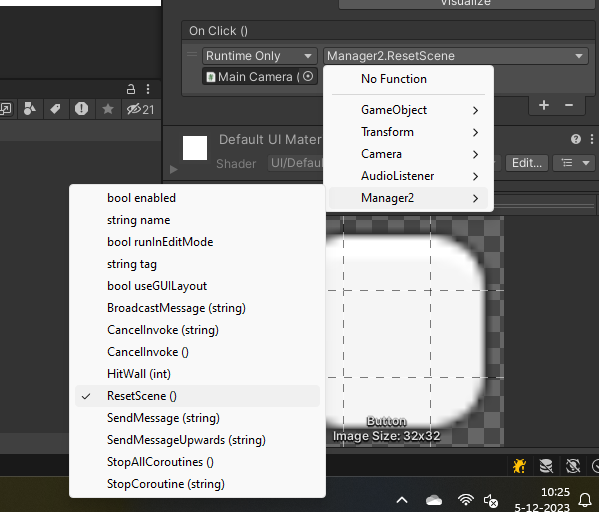 Visualize
On Click ()
Runtime Only
Manager2.ResetScene
Main Camera (
No Function
GameObject
Transform
Camera
AudioListener
Manager2
21
Default UI Mater
Shader
UI/Defau
Edit...
bool enabled
string name
bool runInEditMode
string tag
bool useGUILayout
BroadcastMessage (string)
CancelInvoke (string)
CancelInvoke ()
HitWall (int)
ResetScene ()
SendMessage (string)
SendMessageUpwards (string)
StopAllCoroutines ()
StopCoroutine (string)
Button
Image Size: 32x32
10:25
5-12-2023